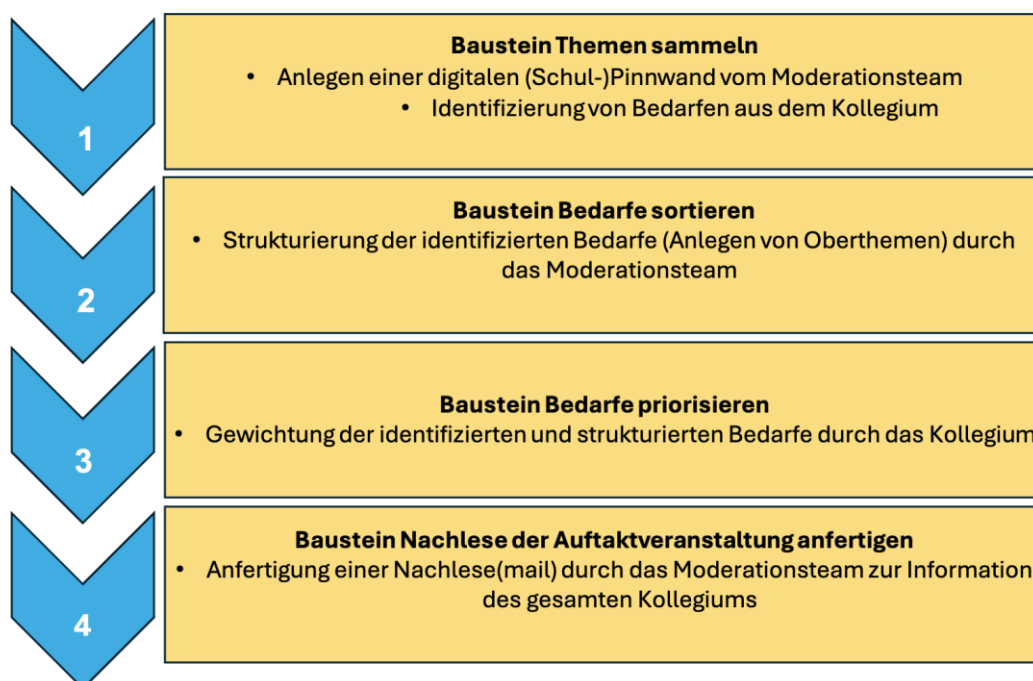 1
Baustein Themen sammeln
• Anlegen einer digitalen (Schul-)Pinnwand vom Moderationsteam
• Identifizierung von Bedarfen aus dem Kollegium
2
Baustein Bedarfe sortieren
• Strukturierung der identifizierten Bedarfe (Anlegen von Oberthemen) durch
das Moderationsteam
3
Baustein Bedarfe priorisieren
• Gewichtung der identifizierten und strukturierten Bedarfe durch das Kollegium
4
Baustein Nachlese der Auftaktveranstaltung anfertigen
• Anfertigung einer Nachlese(mail) durch das Moderationsteam zur Information
des gesamten Kollegiums